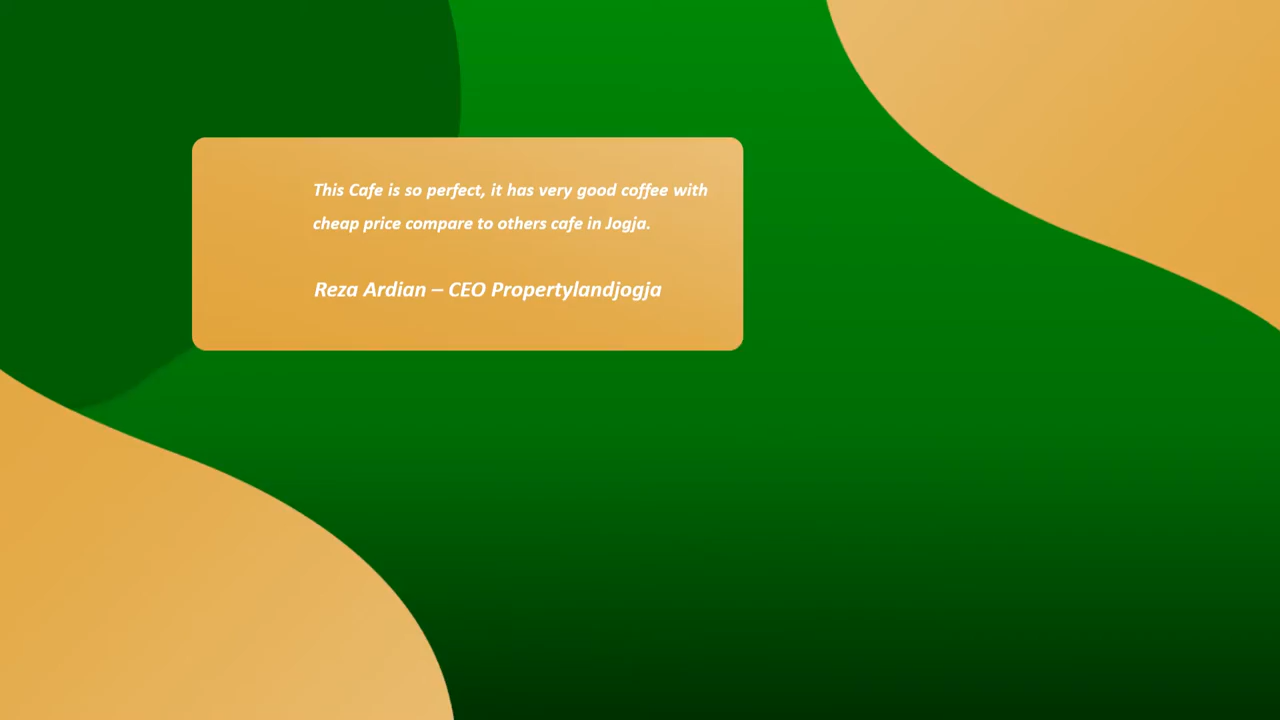 This Cafe is so perfect, it has very good coffee with
cheap price compare to others cafe in Jogja.
Reza Ardian – CEO Propertylandjogja